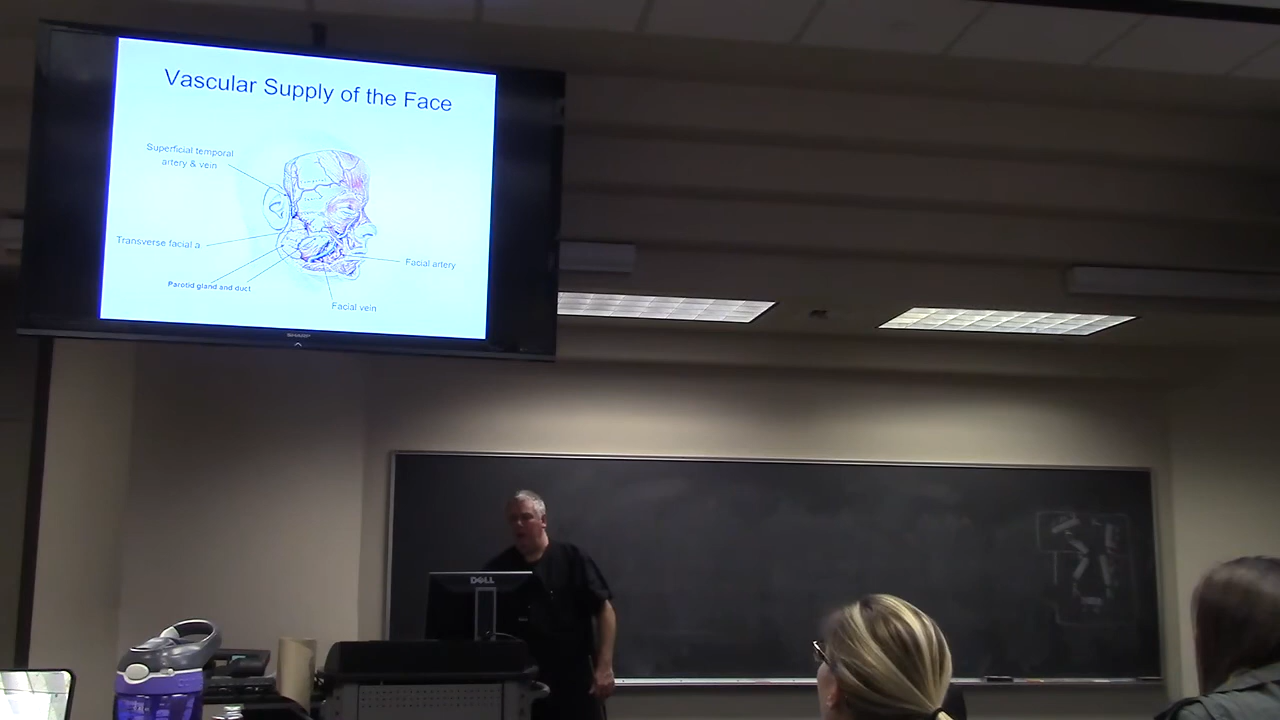 Vascular Supply of the Face
Superficial temporal
artery & vein
Transverse facial a
Parotid gland and duct
Facial artery
Facial vein
SHARP
DELL